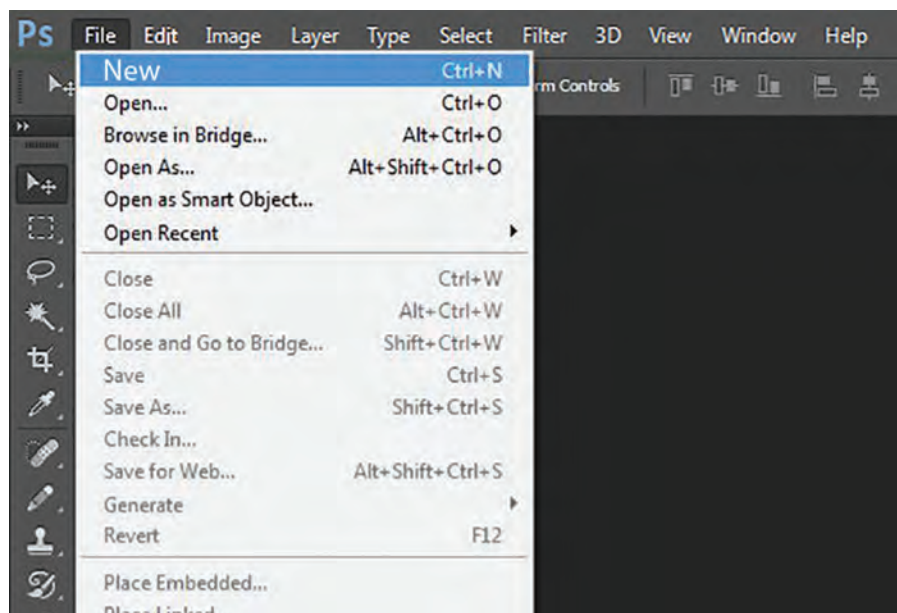 Ps File Edit Image Layer Type Select Filter 3D View Window Help
New Ctrl+N
rm Controls
Open... Ctrl+O
Browse in Bridge... Alt+Ctrl+O
Open As... Alt+Shift+Ctrl+O
Open as Smart Object...
Open Recent
Close Ctrl+W
Close All Alt+Ctrl+W
Close and Go to Bridge... Shift+Ctrl+W
Save Ctrl+S
Save As... Shift+Ctrl+S
Check In...
Save for Web... Alt+Shift+Ctrl+S
Generate
Revert F12
Place Embedded...
Place Linked